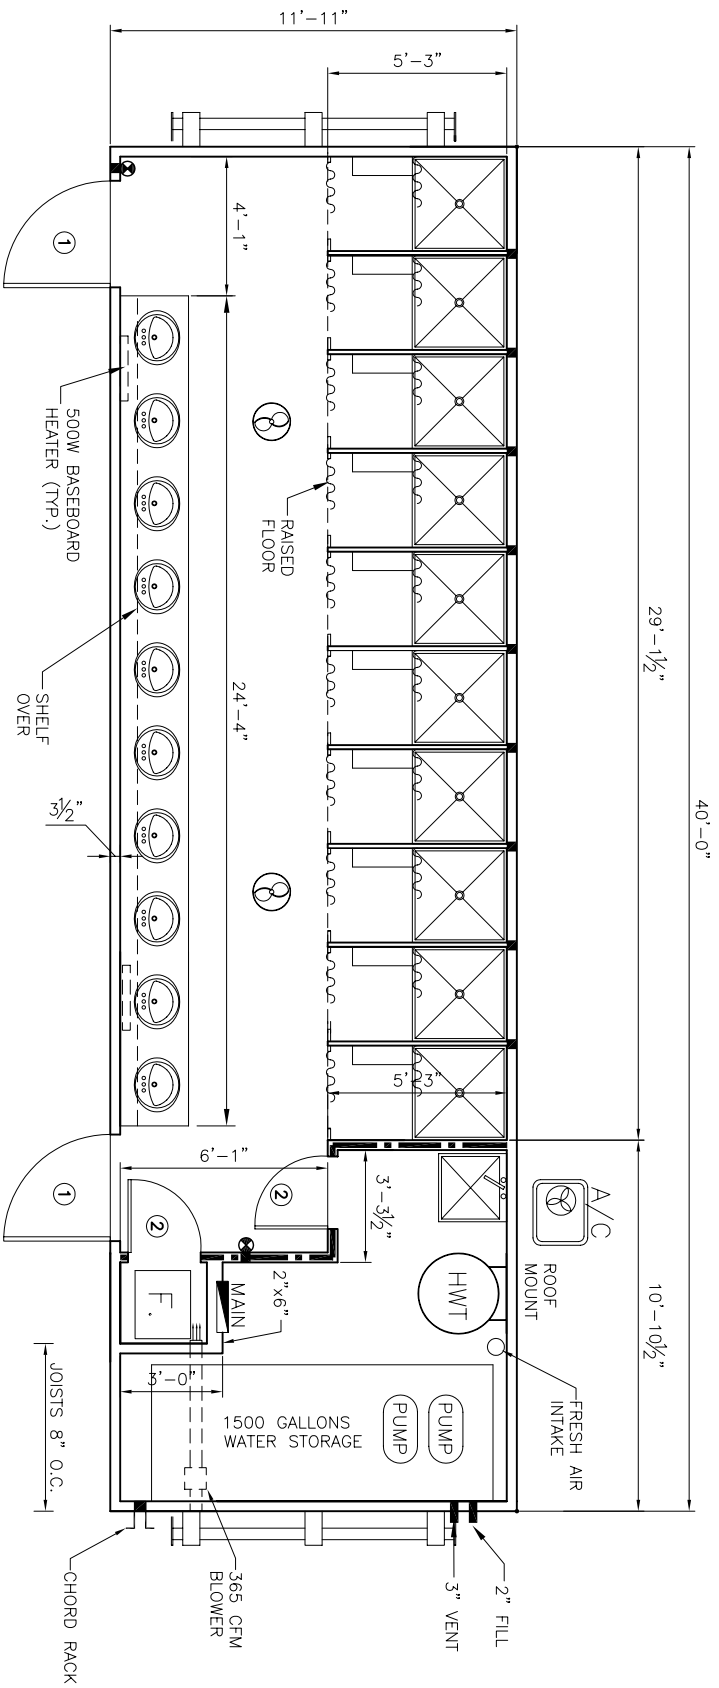 11'-11"
5'-3"
4'-1"
1
500W BASEBOARD
HEATER (TYP.)
RAISED
FLOOR
29'-1½"
24'-4"
SHELF
OVER
3½"
40'-0"
5'-3"
6'-1"
3'-3½"
1
2
2
A/C
ROOF
MOUNT
10'-10½"
HWT
F.
MAIN
2"x6"
FRESH AIR
INTAKE
3'-0"
JOISTS 8" O.C.
1500 GALLONS
WATER STORAGE
PUMP
PUMP
CHORD RACK
365 CFM
BLOWER
3" VENT
2" FILL